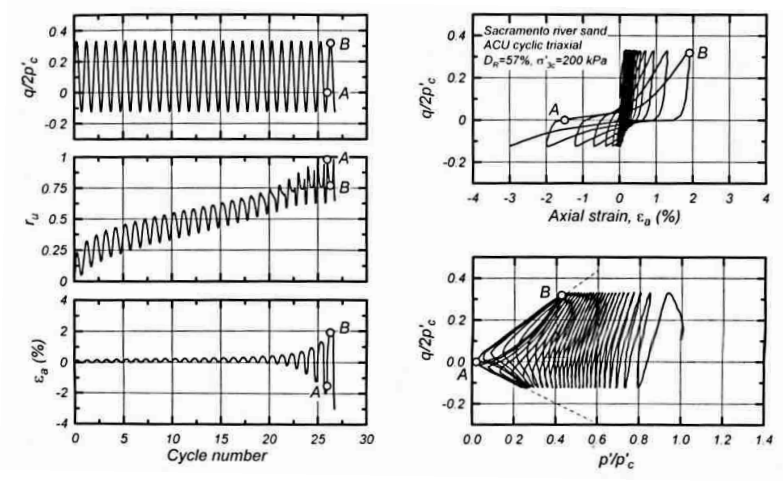 0.4
0.2
0
-0.2
q/2p'c
B
A
1
0.75
0.5
0.25
0
ru
A
B
4
2
0
-2
-4
εa (%)
B
A
0 5 10 15 20 25 30
Cycle number
Sacramento river sand
ACU cyclic triaxial
DR=57%, σ'3c=200 kPa
0.4
0.2
0
-0.2
q/2p'c
A
B
-4 -3 -2 -1 0 1 2 3 4
Axial strain, εa (%)
0.4
0.2
0.0
-0.2
q/2p'c
B
A
0.0 0.2 0.4 0.6 0.8 1.0 1.2 1.4
p'/p'c